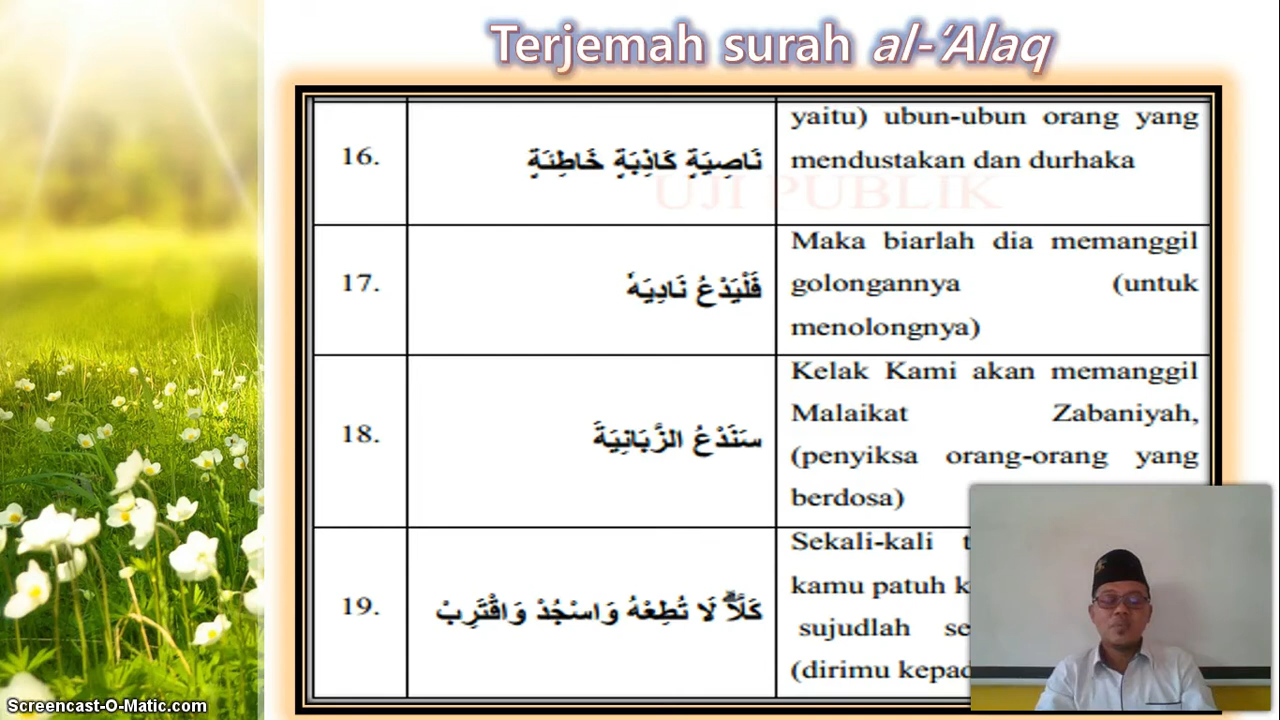 Terjemah surah al-‘Alaq
16.
نَاصِيَةٍ كَاذِبَةٍ خَاطِئَةٍ
yaitu) ubun-ubun orang yang
mendustakan dan durhaka
UJI PUBLIK
17.
فَلْيَدْعُ نَادِيَهٗ
Maka biarlah dia memanggil
golongannya (untuk
menolongnya)
18.
سَنَدْعُ الزَّبَانِيَةَ
Kelak Kami akan memanggil
Malaikat Zabaniyah,
(penyiksa orang-orang yang
berdosa)
19.
كَلَّاۗ لَا تُطِعْهُ وَاسْجُدْ وَاقْتَرِبْ
Sekali-kali
kamu patuh
sujudlah
(dirimu
Screencast-O-Matic.com